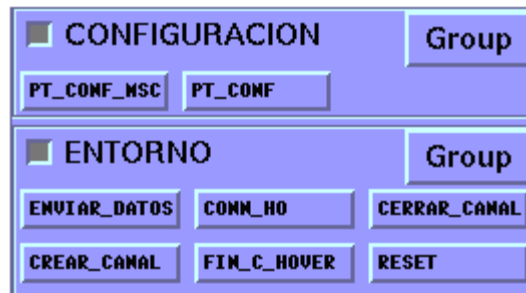 CONFIGURACION Group
PT_CONF_MSC PT_CONF
ENTORNO Group
ENVIAR_DATOS CONN_HO CERRAR_CANAL
CREAR_CANAL FIN_C_HOVER RESET